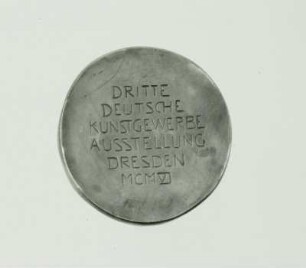 DRITTE
DEUTSCHE
KUNSTGEWERBE
AUSSTELLUNG
DRESDEN
MCMVI